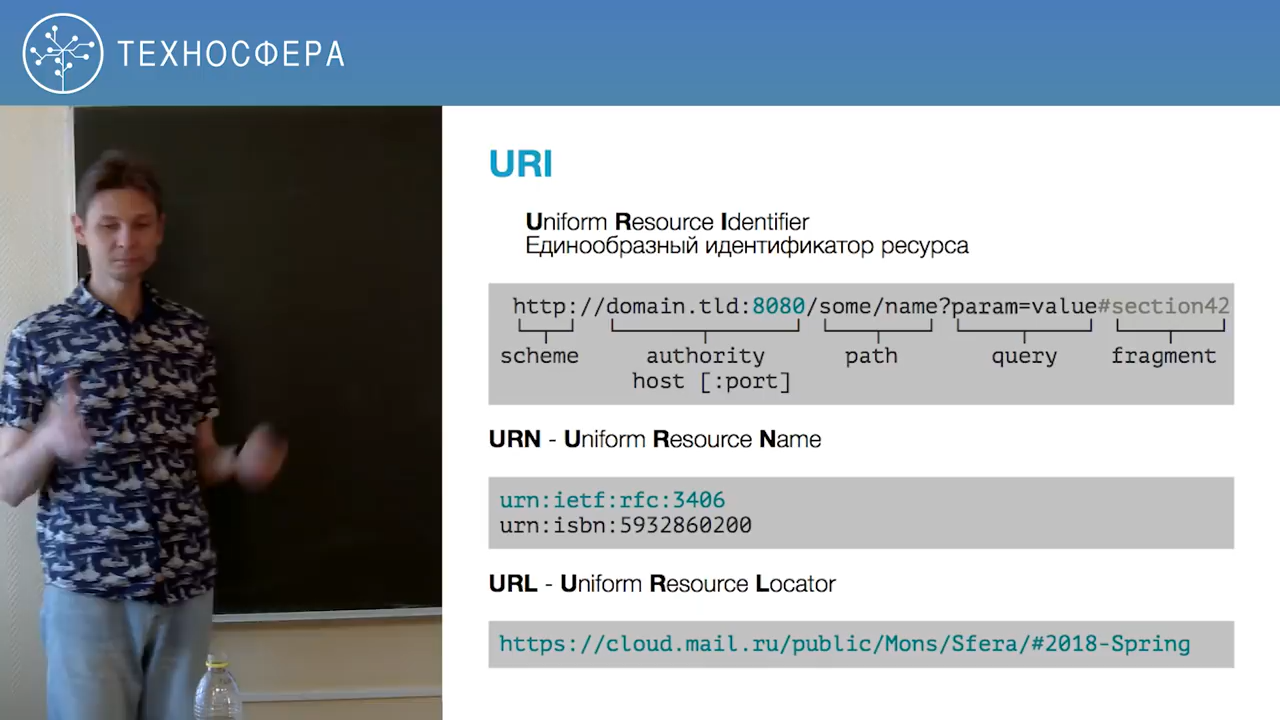 ТЕХНОСФЕРА
URI
Uniform Resource Identifier
Единообразный идентификатор ресурса
http://domain.tld:8080/some/name?param=value#section42
scheme authority path query fragment
host [:port]
URN - Uniform Resource Name
urn:ietf:rfc:3406
urn:isbn:5932860200
URL - Uniform Resource Locator
https://cloud.mail.ru/public/Mons/Sfera/#2018-Spring